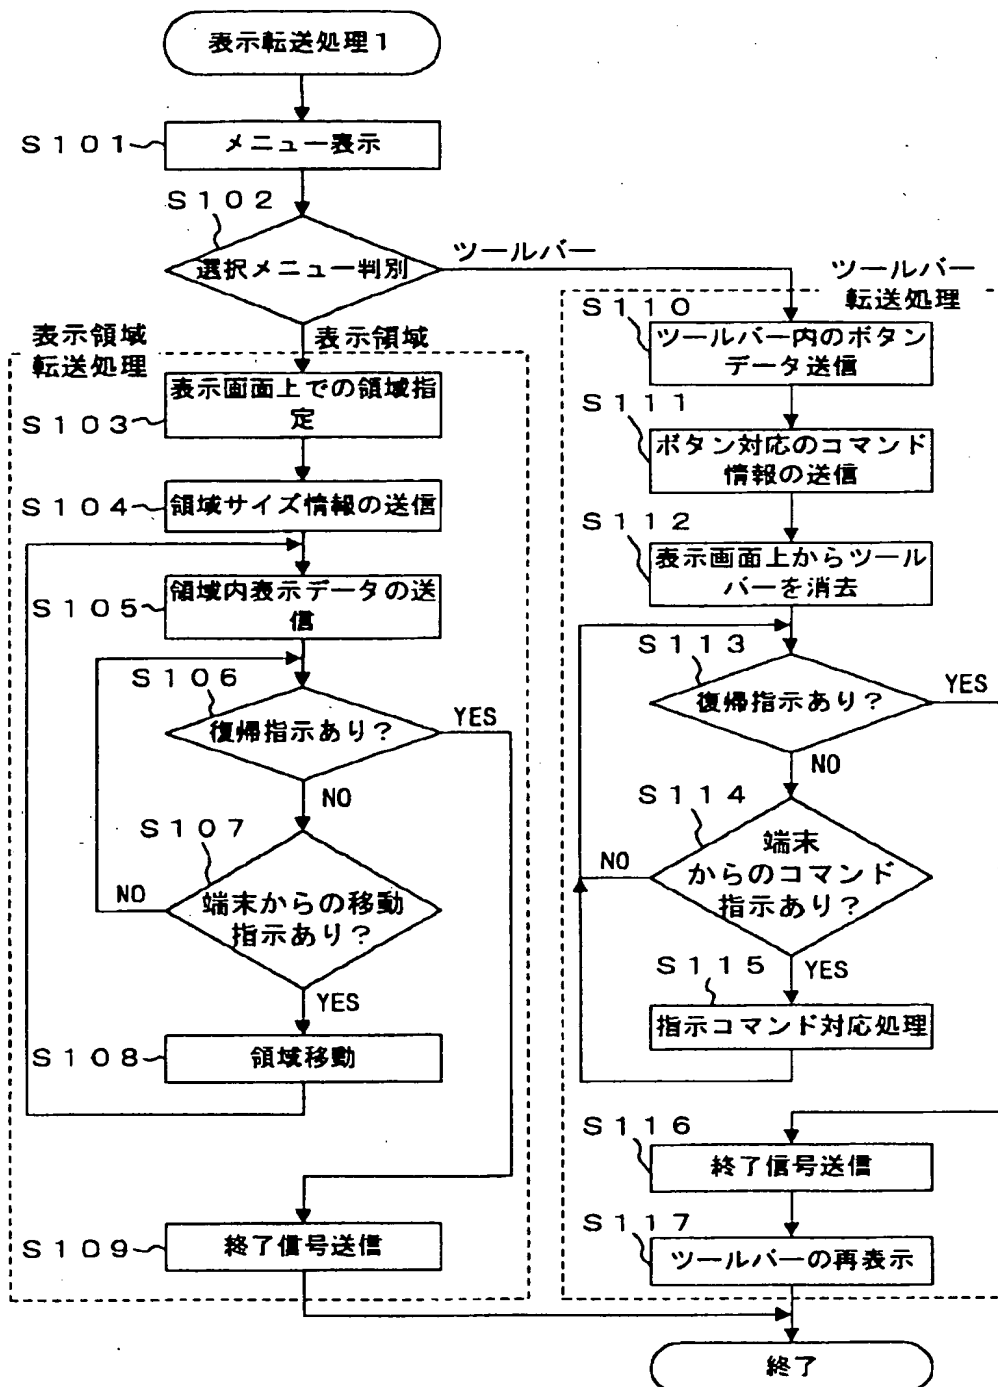 表示転送処理１
Ｓ１０１
メニュー表示
Ｓ１０２
選択メニュー判別
ツールバー
表示領域
表示領域
転送処理
Ｓ１０３
表示画面上での領域指
定
Ｓ１０４
領域サイズ情報の送信
Ｓ１０５
領域内表示データの送
信
Ｓ１０６
復帰指示あり？
YES
NO
Ｓ１０７
端末からの移動
指示あり？
NO
YES
Ｓ１０８
領域移動
Ｓ１０９
終了信号送信
ツールバー
転送処理
Ｓ１１０
ツールバー内のボタン
データ送信
Ｓ１１１
ボタン対応のコマンド
情報の送信
Ｓ１１２
表示画面上からツール
バーを消去
Ｓ１１３
復帰指示あり？
YES
NO
Ｓ１１４
端末
からのコマンド
指示あり？
NO
YES
Ｓ１１５
指示コマンド対応処理
Ｓ１１６
終了信号送信
Ｓ１１７
ツールバーの再表示
終了